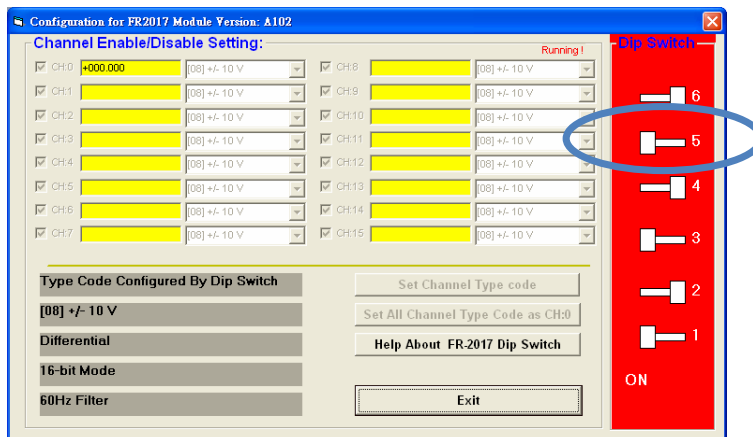 Configuration for FR2017 Module Version: A102
Channel Enable/Disable Setting:
Running !
CH:0 +000.000 [08] +/- 10 V
CH:8 [08] +/- 10 V
CH:1 [08] +/- 10 V
CH:9 [08] +/- 10 V
CH:2 [08] +/- 10 V
CH:10 [08] +/- 10 V
CH:3 [08] +/- 10 V
CH:11 [08] +/- 10 V
CH:4 [08] +/- 10 V
CH:12 [08] +/- 10 V
CH:5 [08] +/- 10 V
CH:13 [08] +/- 10 V
CH:6 [08] +/- 10 V
CH:14 [08] +/- 10 V
CH:7 [08] +/- 10 V
CH:15 [08] +/- 10 V
Type Code Configured By Dip Switch
[08] +/- 10 V
Differential
16-bit Mode
60Hz Filter
Set Channel Type code
Set All Channel Type Code as CH:0
Help About FR-2017 Dip Switch
Exit
Dip Switch
6
5
4
3
2
1
ON